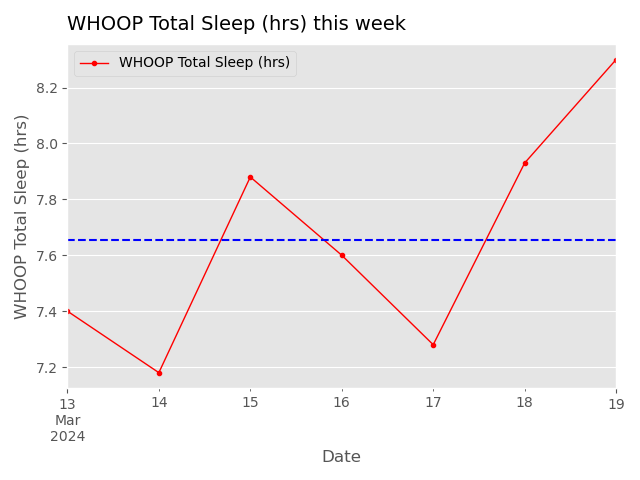 WHOOP Total Sleep (hrs) this week
WHOOP Total Sleep (hrs)
WHOOP Total Sleep (hrs)
8.2
8.0
7.8
7.6
7.4
7.2
13 14 15 16 17 18 19
Mar
2024
Date